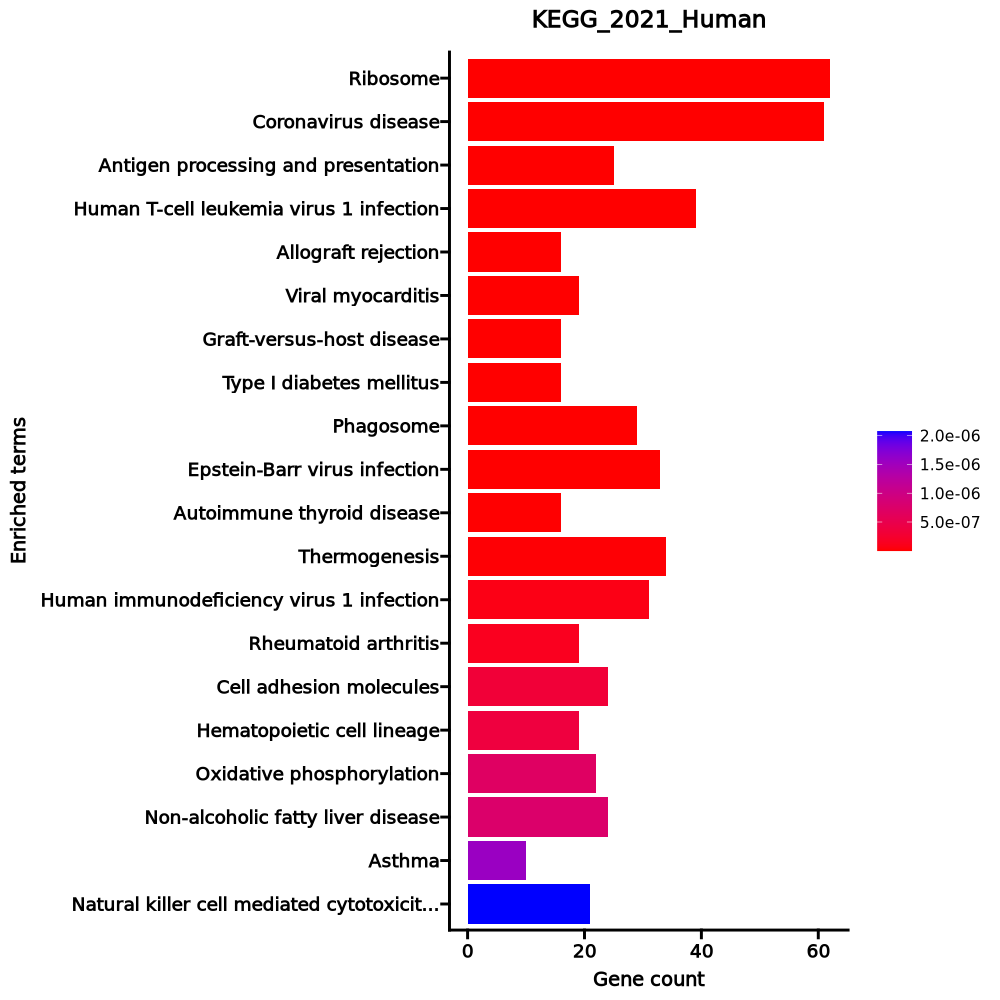 KEGG_2021_Human
Ribosome
Coronavirus disease
Antigen processing and presentation
Human T-cell leukemia virus 1 infection
Allograft rejection
Viral myocarditis
Graft-versus-host disease
Type I diabetes mellitus
Phagosome
Epstein-Barr virus infection
Autoimmune thyroid disease
Thermogenesis
Human immunodeficiency virus 1 infection
Rheumatoid arthritis
Cell adhesion molecules
Hematopoietic cell lineage
Oxidative phosphorylation
Non-alcoholic fatty liver disease
Asthma
Natural killer cell mediated cytotoxicit...
Enriched terms
0 20 40 60
Gene count
2.0e-06
1.5e-06
1.0e-06
5.0e-07